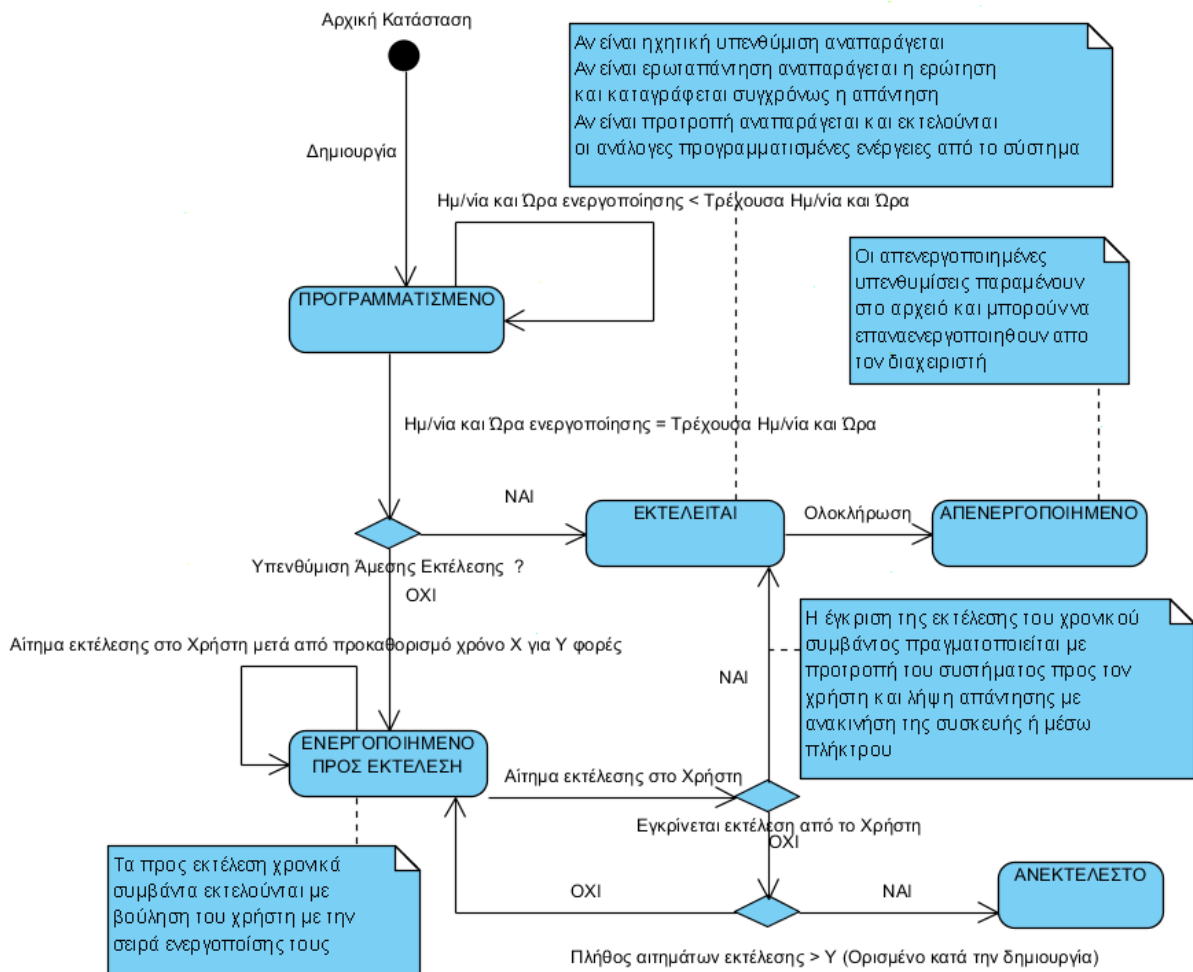 Αρχική Κατάσταση
Αν είναι ηχητική υπενθύμιση αναπαράγεται
Αν είναι ερωταπάντηση αναπαράγεται η ερώτηση
και καταγράφεται συγχρόνως η απάντηση
Αν είναι προτροπή αναπαράγεται και εκτελούνται
οι ανάλογες προγραμματισμένες ενέργειες από το σύστημα
Δημιουργία
Ημ/νία και Ώρα ενεργοποίησης < Τρέχουσα Ημ/νία και Ώρα
Οι απενεργοποιημένες
υπενθυμίσεις παραμένουν
στο αρχειό και μπορούν να
επαναενεργοποιηθουν απο
τον διαχειριστή
ΠΡΟΓΡΑΜΜΑΤΙΣΜΕΝΟ
Ημ/νία και Ώρα ενεργοποίησης = Τρέχουσα Ημ/νία και Ώρα
ΝΑΙ
ΕΚΤΕΛΕΙΤΑΙ
Ολοκλήρωση
ΑΠΕΝΕΡΓΟΠΟΙΗΜΕΝΟ
Υπενθύμιση Άμεσης Εκτέλεσης ?
ΟΧΙ
Η έγκριση της εκτέλεσης του χρονικού
συμβάντος πραγματοποιείται με
προτροπή του συστήματος προς τον
χρήστη και λήψη απάντησης με
ανακινήση της συσκευής ή μέσω
πλήκτρου
Αίτημα εκτέλεσης στο Χρήστη μετά από προκαθορισμό χρόνο Χ για Υ φορές
ΝΑΙ
ΕΝΕΡΓΟΠΟΙΗΜΕΝΟ
ΠΡΟΣ ΕΚΤΕΛΕΣΗ
Αίτημα εκτέλεσης στο Χρήστη
Εγκρίνεται εκτέλεση από το Χρήστη
ΟΧΙ
Τα προς εκτέλεση χρονικά
συμβάντα εκτελούνται με
βούληση του χρήστη με την
σειρά ενεργοποίσης τους
ΟΧΙ
ΝΑΙ
ΑΝΕΚΤΕΛΕΣΤΟ
Πλήθος αιτημάτων εκτέλεσης > Υ (Ορισμένο κατά την δημιουργία)